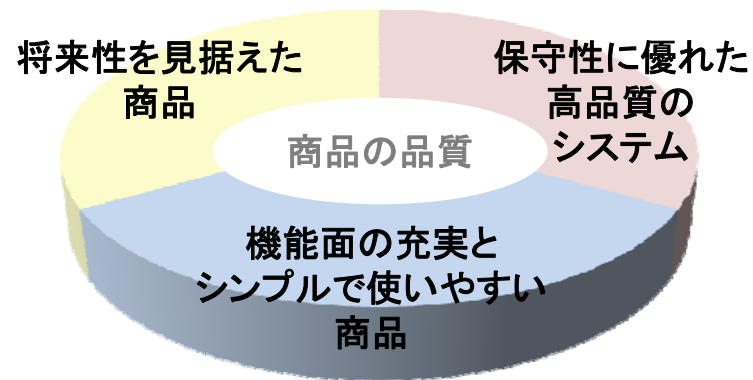 将来性を見据えた
商品
保守性に優れた
高品質の
システム
商品の品質
機能面の充実と
シンプルで使いやすい
商品